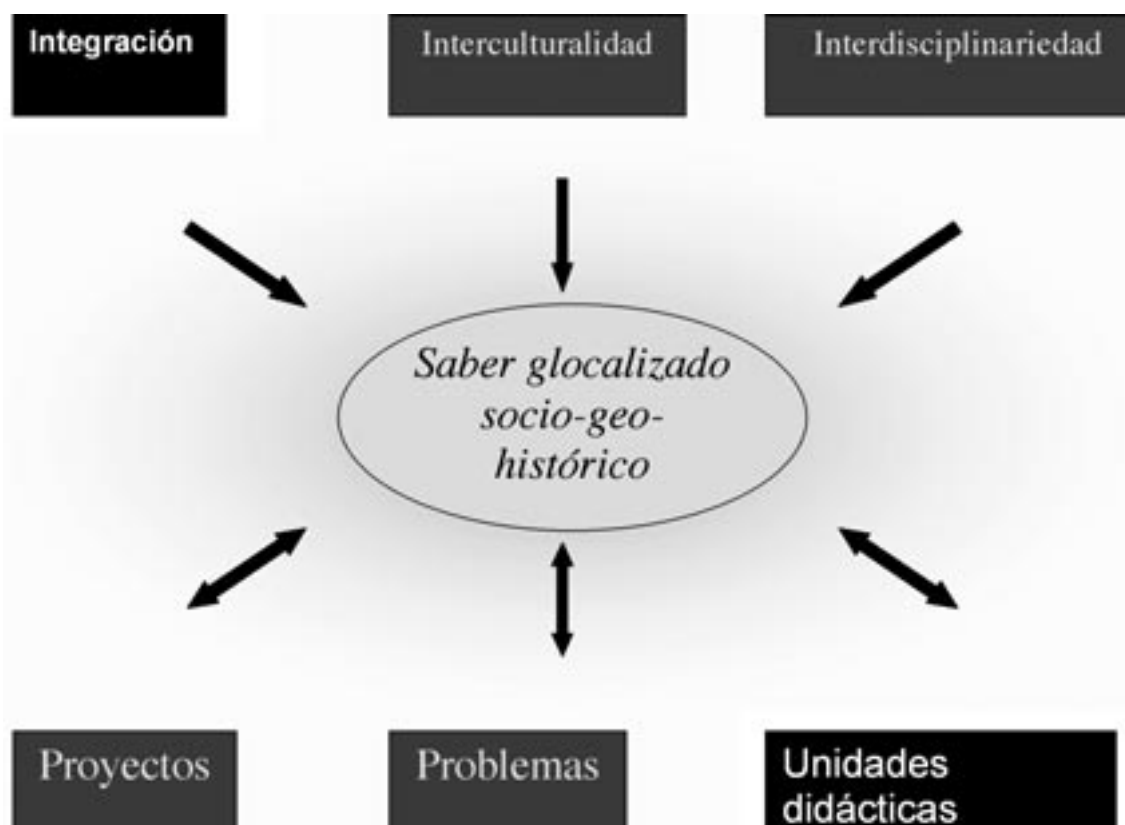 Integración
Interculturalidad
Interdisciplinariedad
Saber glocalizado
socio-geo-
histórico
Proyectos
Problemas
Unidades
didácticas